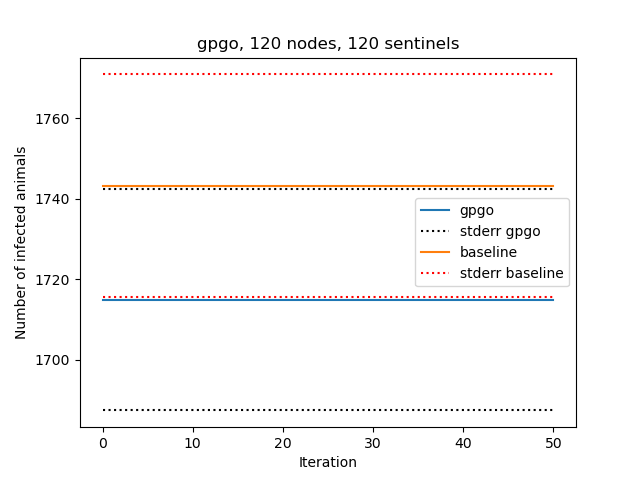 gpgo, 120 nodes, 120 sentinels
Number of infected animals
1760
1740
1720
1700
gpgo
stderr gpgo
baseline
stderr baseline
0 10 20 30 40 50
Iteration